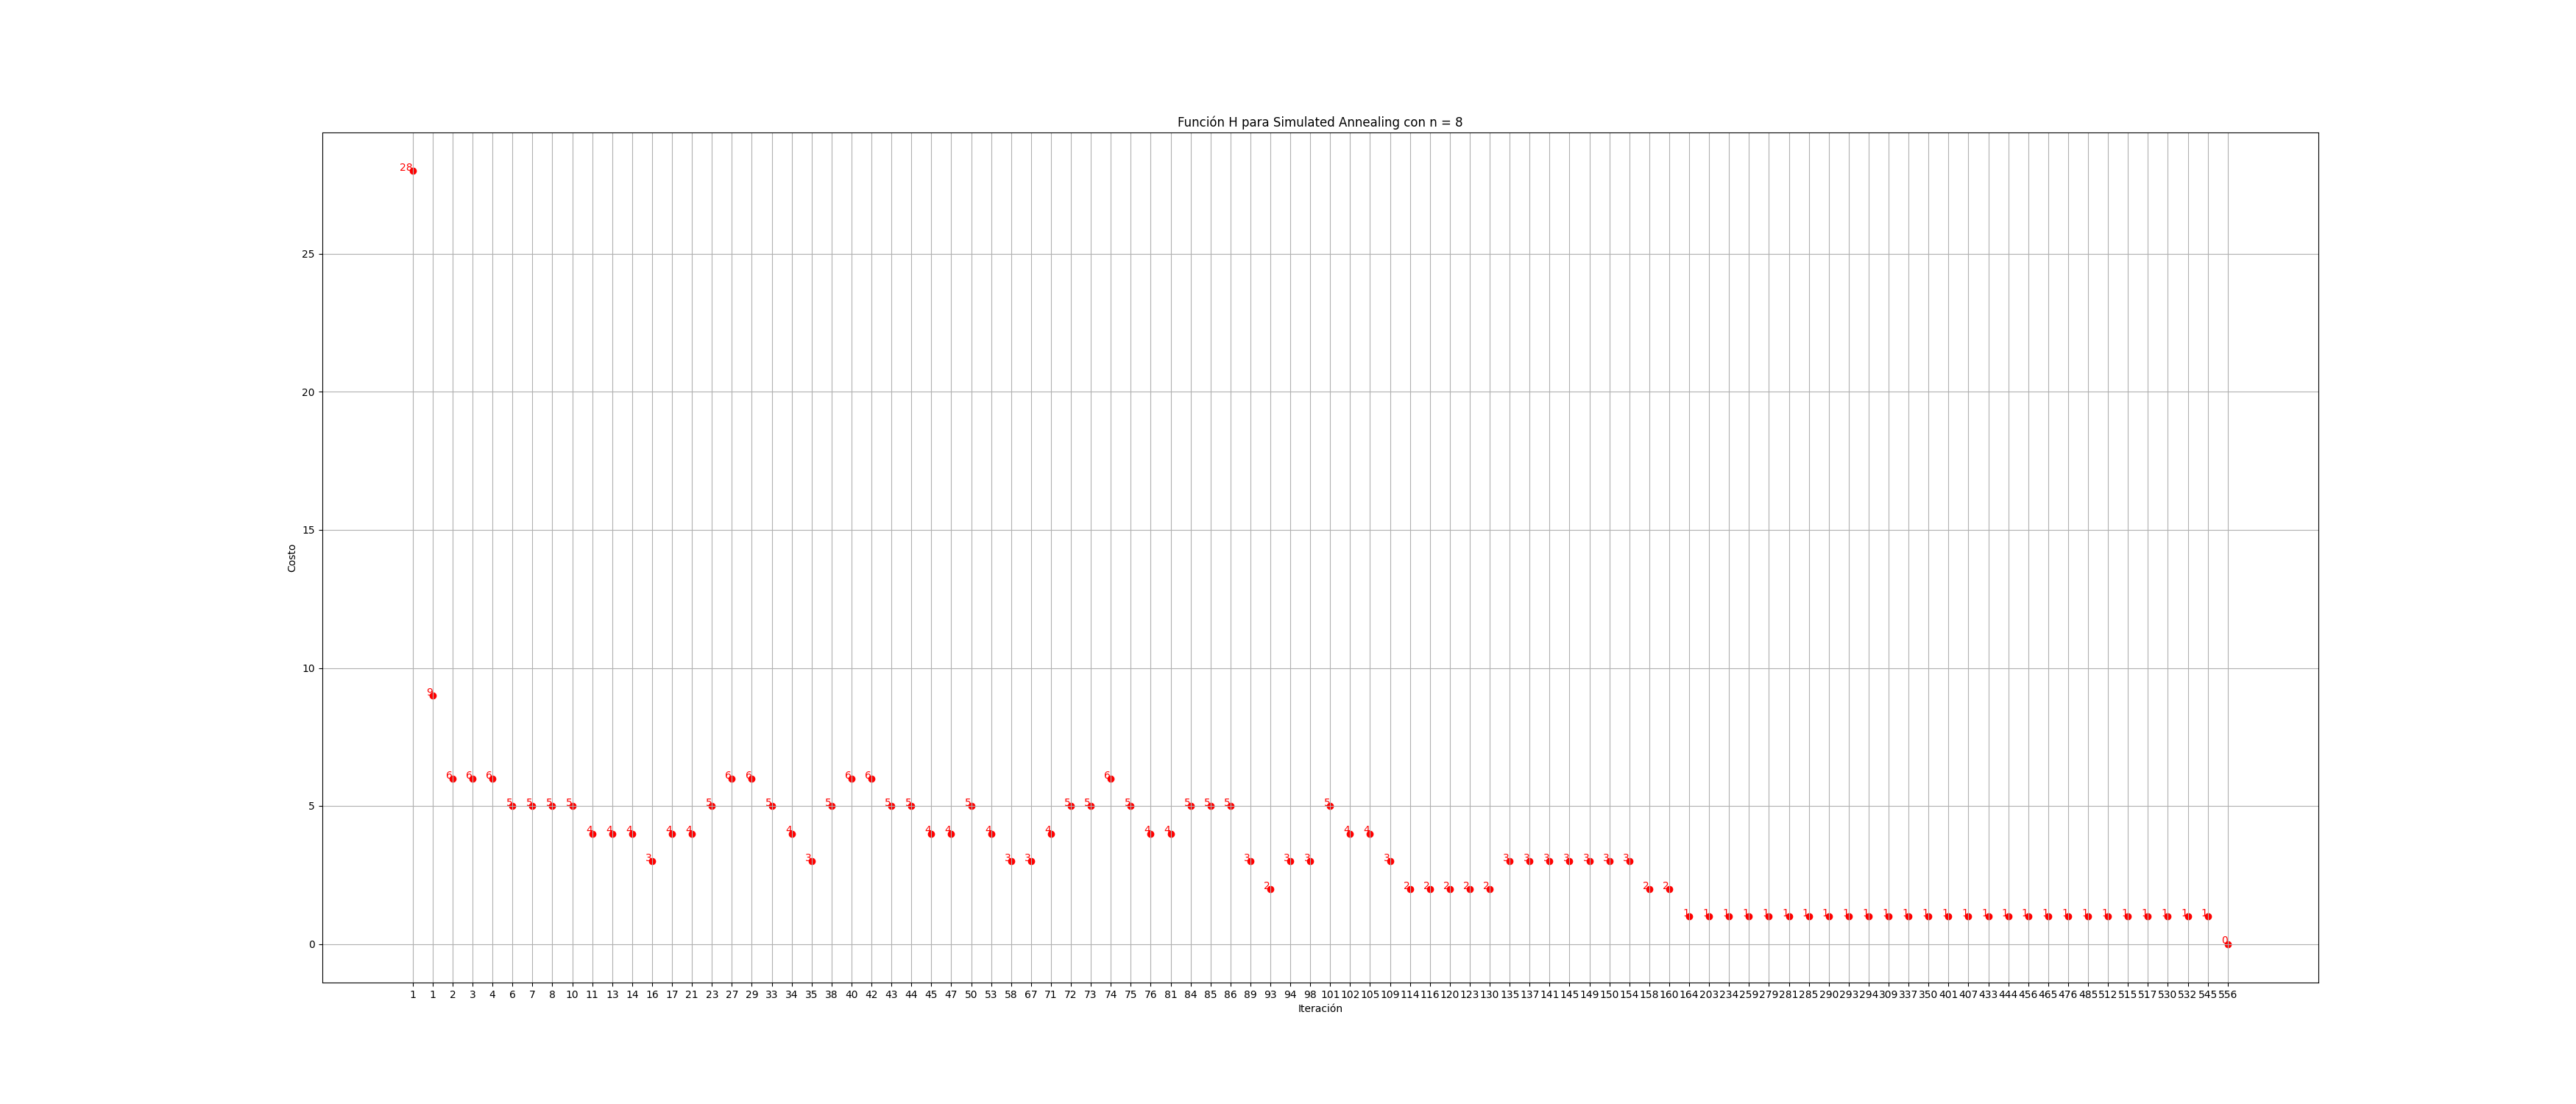 Función H para Simulated Annealing con n = 8
28
25
20
15
Costo
10
9
6 6 6 6 6 6 6 6
5 5 5 5 5 5 5 5 5 5 5 5 5 5 5 5 5 5
4 4 4 4 4 4 4 4 4 4 4 4 4 4
3 3 3 3 3 3 3 3 3 3 3 3 3 3 3
2 2 2 2 2 2 2 2
1 1 1 1 1 1 1 1 1 1 1 1 1 1 1 1 1 1 1 1 1 1 1 1 1 1 1
0 0
1 1 2 3 4 6 7 8 10 11 13 14 16 17 21 23 27 29 33 34 35 38 40 42 43 44 45 47 50 53 58 67 71 72 73 74 75 76 81 84 85 86 89 93 94 98 101 102 105 109 114 116 120 123 130 135 137 141 145 149 150 154 158 160 164 203 234 259 279 281 285 290 293 294 309 337 350 401 407 433 444 456 465 476 485 512 515 517 530 532 545 556
Iteración